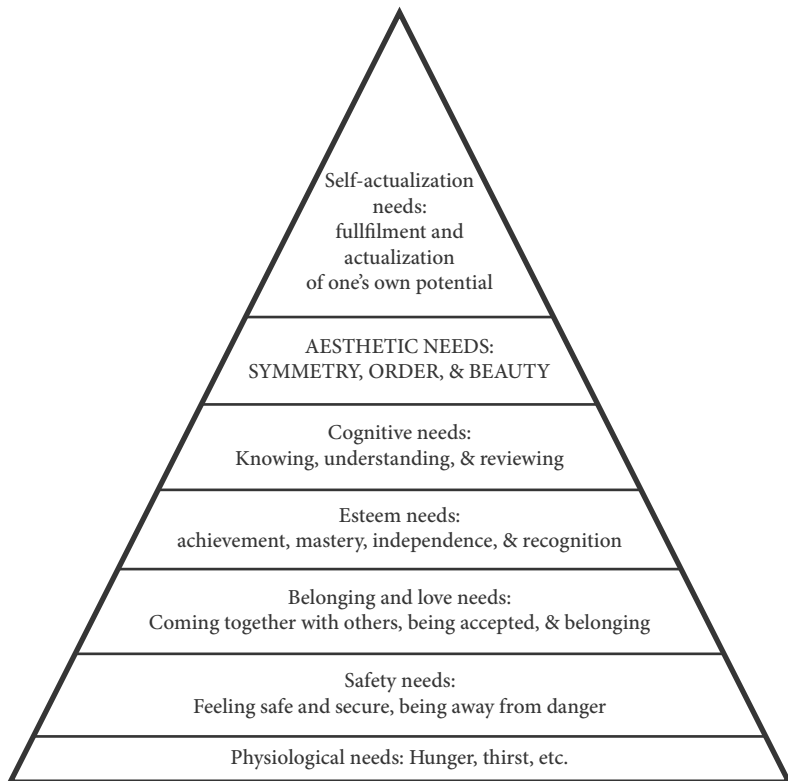 Self-actualization
needs:
fullfilment and
actualization
of one’s own potential
AESTHETIC NEEDS:
SYMMETRY, ORDER, & BEAUTY
Cognitive needs:
Knowing, understanding, & reviewing
Esteem needs:
achievement, mastery, independence, & recognition
Belonging and love needs:
Coming together with others, being accepted, & belonging
Safety needs:
Feeling safe and secure, being away from danger
Physiological needs: Hunger, thirst, etc.